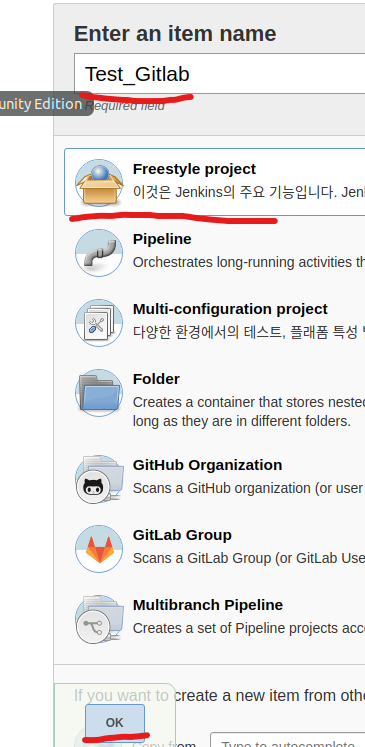 Enter an item name
Test_Gitlab
unity Edition
Required field
Freestyle project
이것은 Jenkins의 주요 기능입니다. Jen
Pipeline
Orchestrates long-running activities th
Multi-configuration project
다양한 환경에서의 테스트, 플래폼 특성
Folder
Creates a container that stores nested
long as they are in different folders.
GitHub Organization
Scans a GitHub organization (or user
GitLab Group
Scans a GitLab Group (or GitLab Use
Multibranch Pipeline
Creates a set of Pipeline projects acc
If you want to create a new item from othe
OK
Copy from
Type to autocomplete